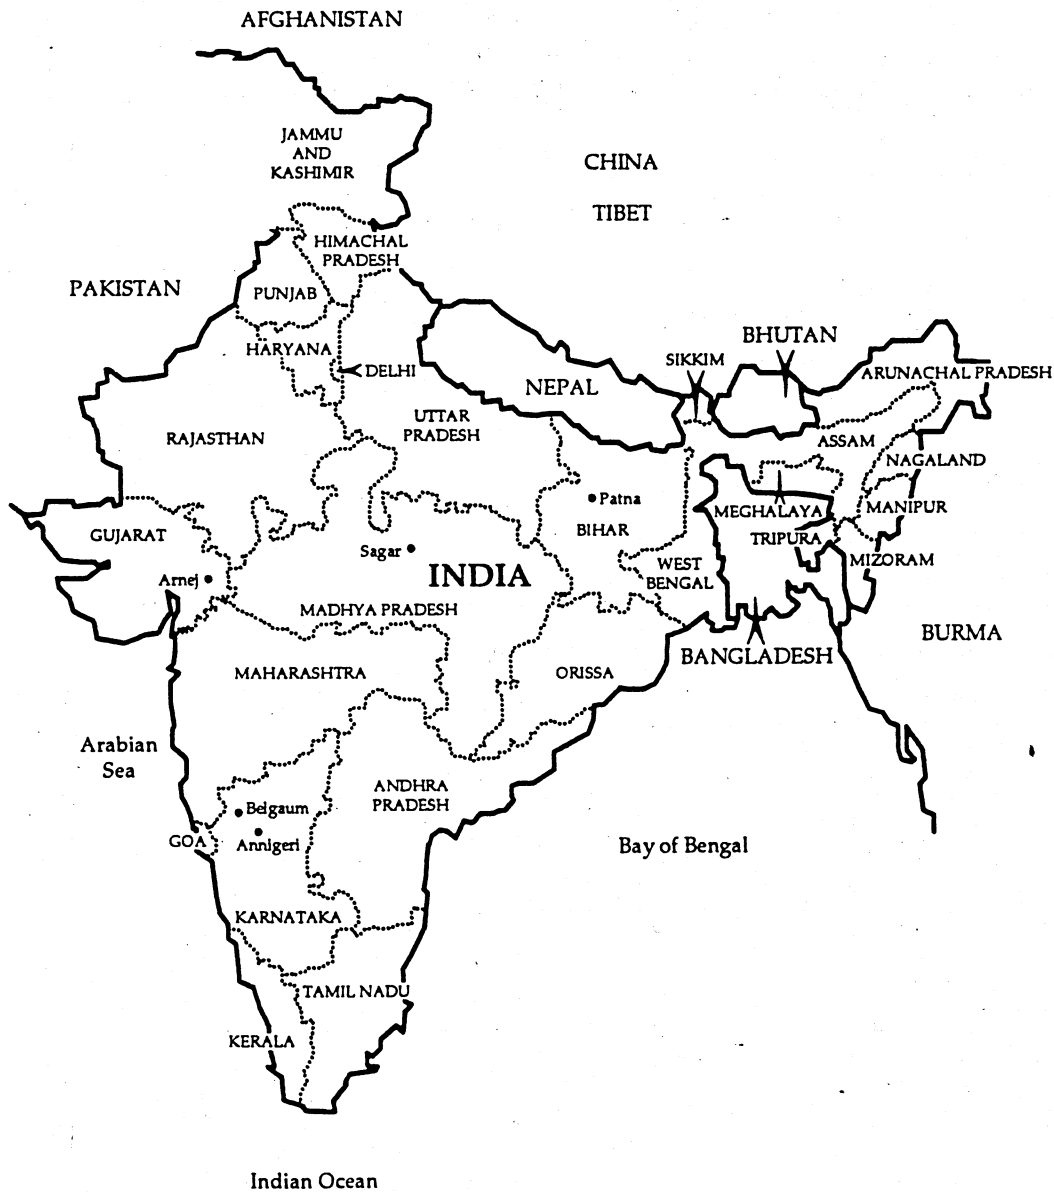 AFGHANISTAN
JAMMU
AND
KASHIMIR
CHINA
TIBET
HIMACHAL
PRADESH
PAKISTAN
PUNJAB
BHUTAN
HARYANA
SIKKIM
DELHI
ARUNACHAL PRADESH
NEPAL
UTTAR
PRADESH
RAJASTHAN
ASSAM
NAGALAND
Patna
MEGHALAYA
MANIPUR
GUJARAT
BIHAR
TRIPURA
Sagar
MIZORAM
INDIA
WEST
BENGAL
Arnej
MADHYA PRADESH
BURMA
BANGLADESH
MAHARASHTRA
ORISSA
Arabian
Sea
ANDHRA
PRADESH
Belgaum
GOA
Annigeri
Bay of Bengal
KARNATAKA
TAMIL NADU
KERALA
Indian Ocean